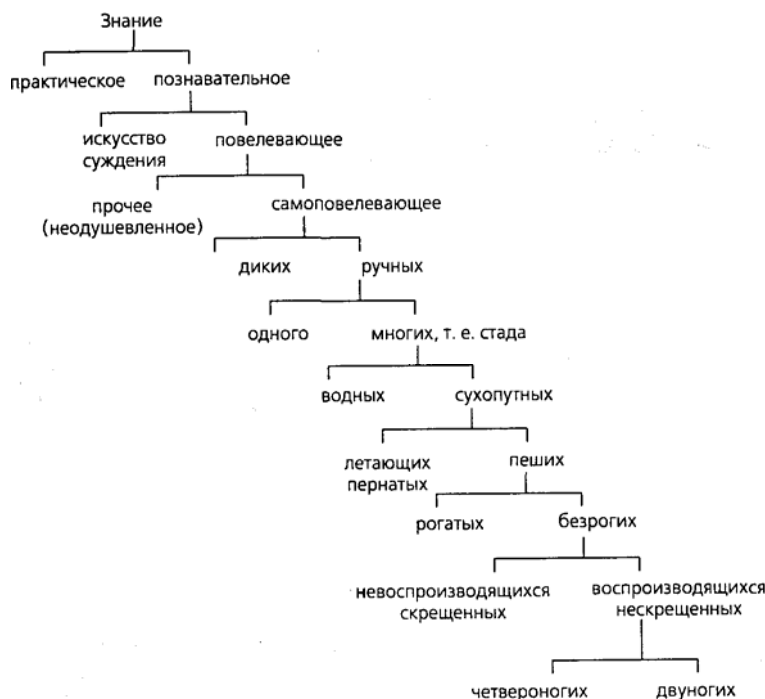 Знание
практическое познавательное
искусство
суждения
повелевающее
прочее
(неодушевленное)
самоповелевающее
диких ручных
одного многих, т. е. стада
водных сухопутных
летающих
пернатых
пеших
рогатых безрогих
невоспроизводящихся
скрещенных
воспроизводящихся
нескрещенных
четвероногих двуногих